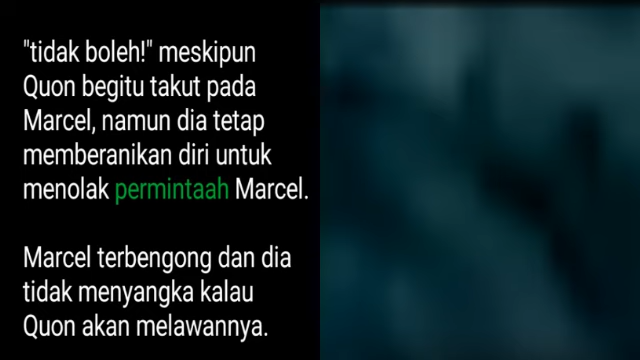 "tidak boleh!" meskipun
Quon begitu takut pada
Marcel, namun dia tetap
memberanikan diri untuk
menolak permintaah Marcel.
Marcel terbengong dan dia
tidak menyangka kalau
Quon akan melawannya.